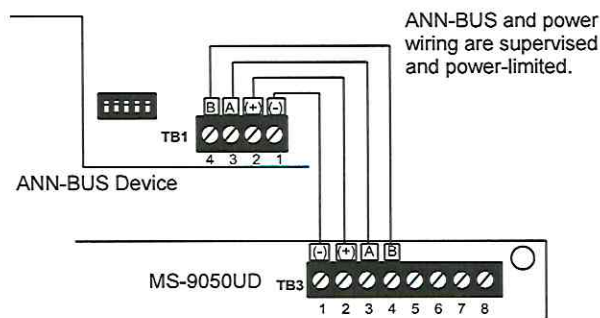 ANN-BUS and power
wiring are supervised
and power-limited.
B A (+) (-)
TB1
4 3 2 1
ANN-BUS Device
(-) (+) A B
MS-9050UD TB3
1 2 3 4 5 6 7 8